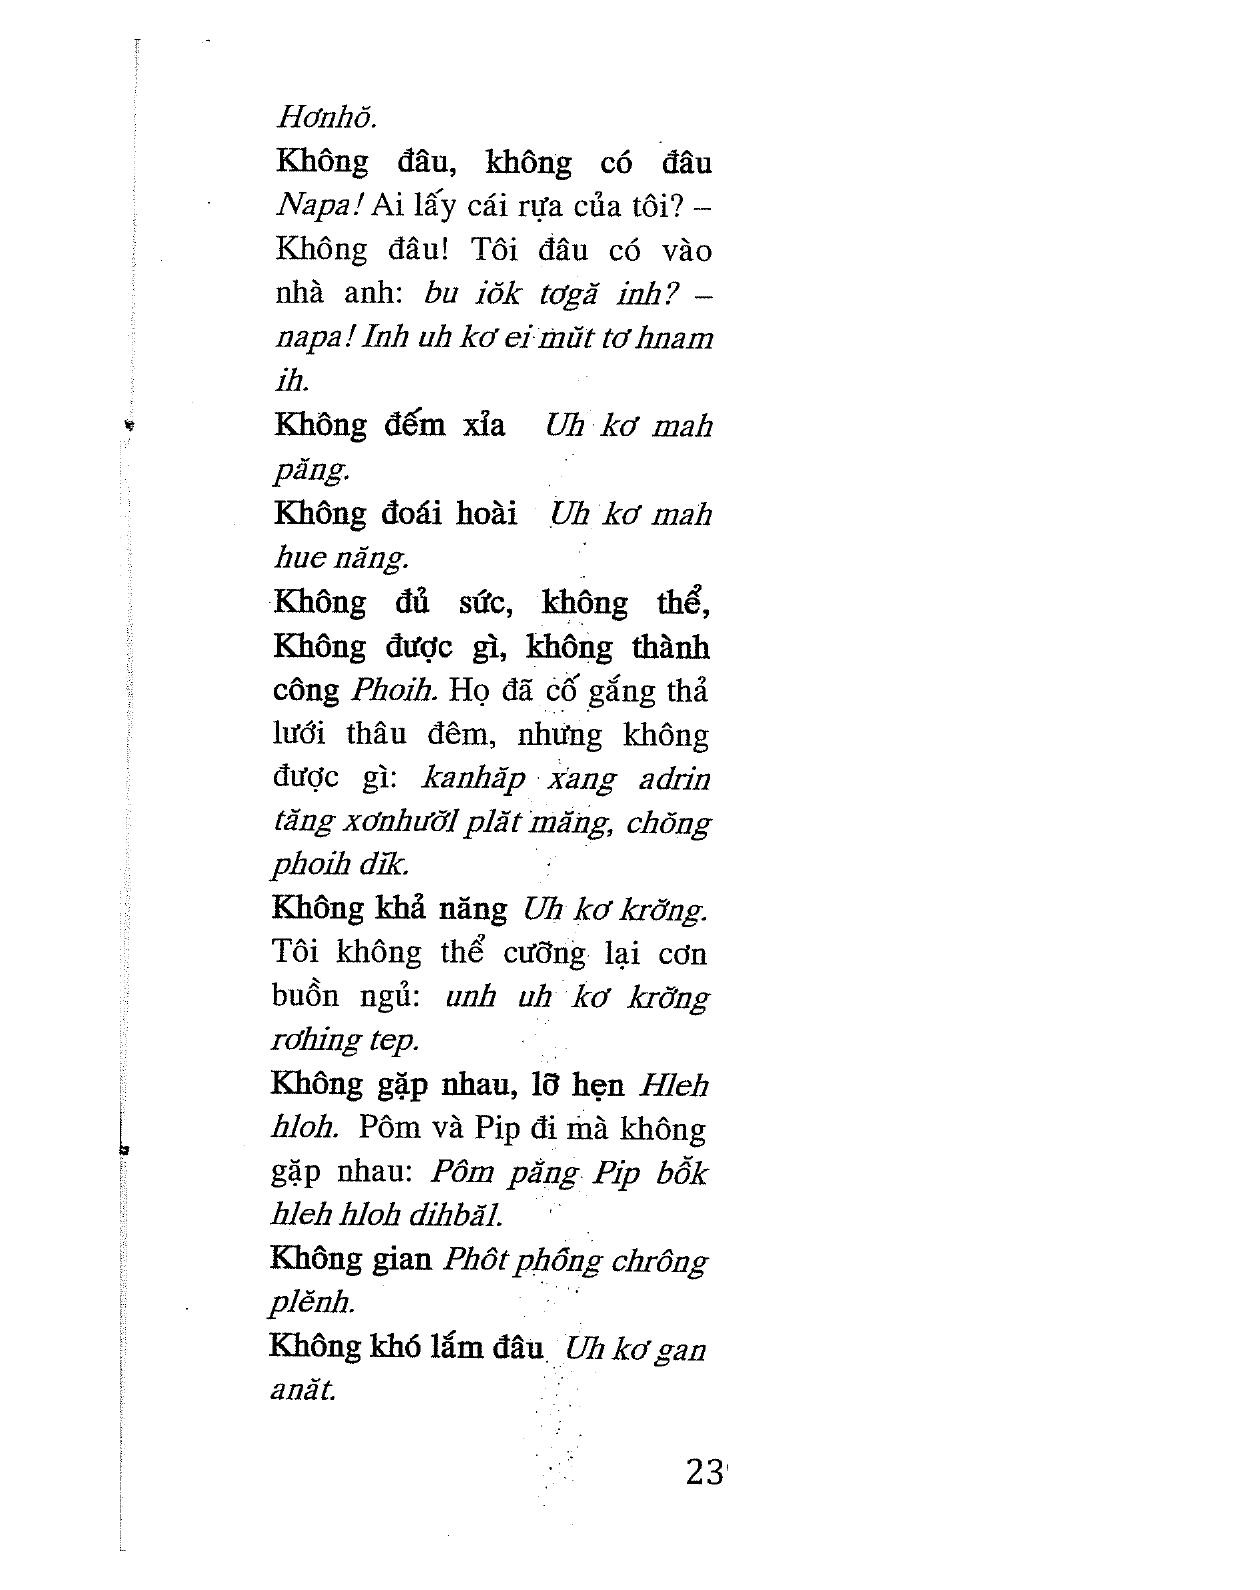 Hơnhŏ.
Không đâu, không có đâu
Napa! Ai lấy cái rựa của tôi? –
Không đâu! Tôi đâu có vào
nhà anh: bu iŏk tơgă inh? –
napa! Inh uh kơ ei mŭt tơ hnam
ih.
Không đếm xỉa Uh kơ mah
păng.
Không đoái hoài Uh kơ mah
hue năng.
Không đủ sức, không thể,
Không được gì, không thành
công Phoih. Họ đã cố gắng thả
lưới thâu đêm, nhưng không
được gì: kanhăp xang adrin
tăng xơnhươ̆l plăt măng, chŏng
phoih dĭk.
Không khả năng Uh kơ krơ̆ng.
Tôi không thể cưỡng lại cơn
buồn ngủ: unh uh kơ krơ̆ng
rơhing tep.
Không gặp nhau, lỡ hẹn Hleh
hloh. Pôm và Pip đi mà không
gặp nhau: Pôm păng Pip bô̆k
hleh hloh dihbăl.
Không gian Phôt phông chrông
plĕnh.
Không khó lắm đâu Uh kơ gan
anăt.
23